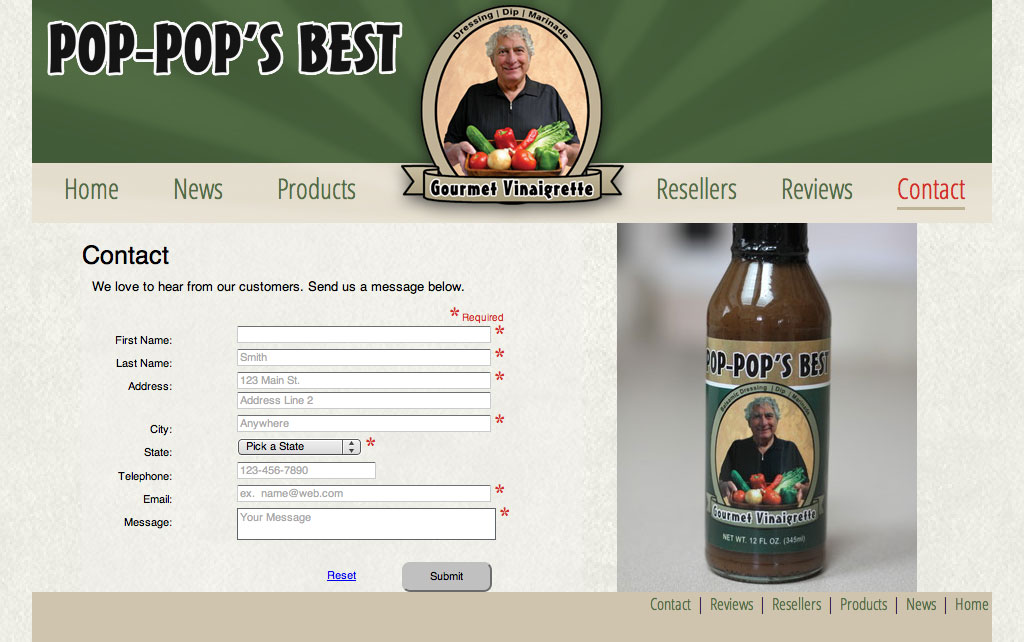 POP-POP'S BEST
Dressing | Dip | Marinade
Gourmet Vinaigrette
Home News Products Resellers Reviews Contact
Contact
We love to hear from our customers. Send us a message below.
* Required
First Name: *
Last Name: Smith *
Address: 123 Main St. *
Address Line 2
City: Anywhere *
State: Pick a State *
Telephone: 123-456-7890
Email: ex. name@web.com *
Message: Your Message *
Reset Submit
POP-POP'S BEST
Balsamic Dressing | Dip | Marinade
Gourmet Vinaigrette
NET WT. 12 FL OZ. (345ml)
Contact | Reviews | Resellers | Products | News | Home